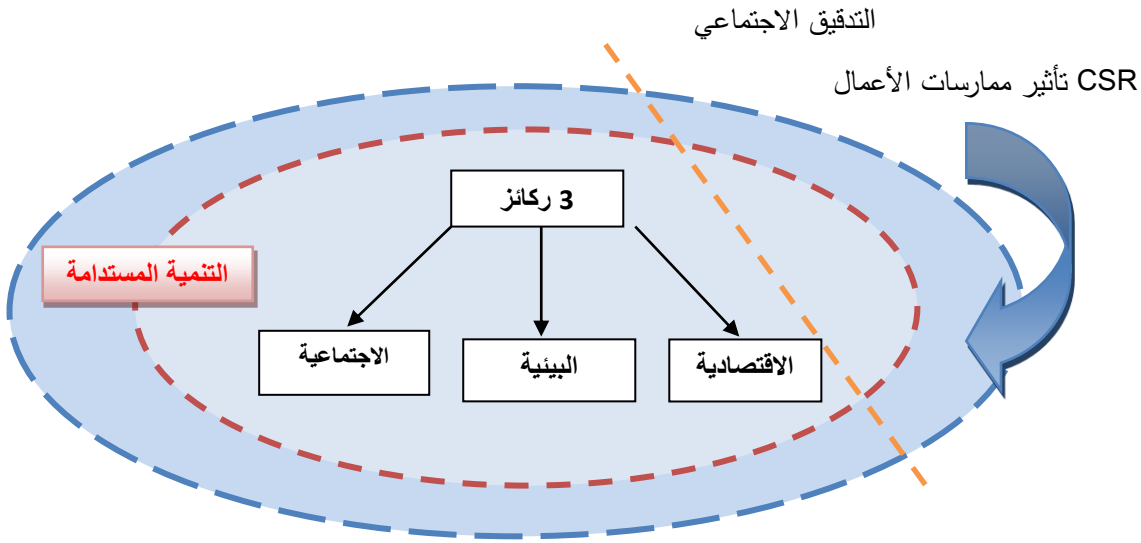 التدقيق الاجتماعي
CSR تأثير ممارسات الأعمال
3 ركائز
التنمية المستدامة
الاقتصادية
البيئية
الاجتماعية